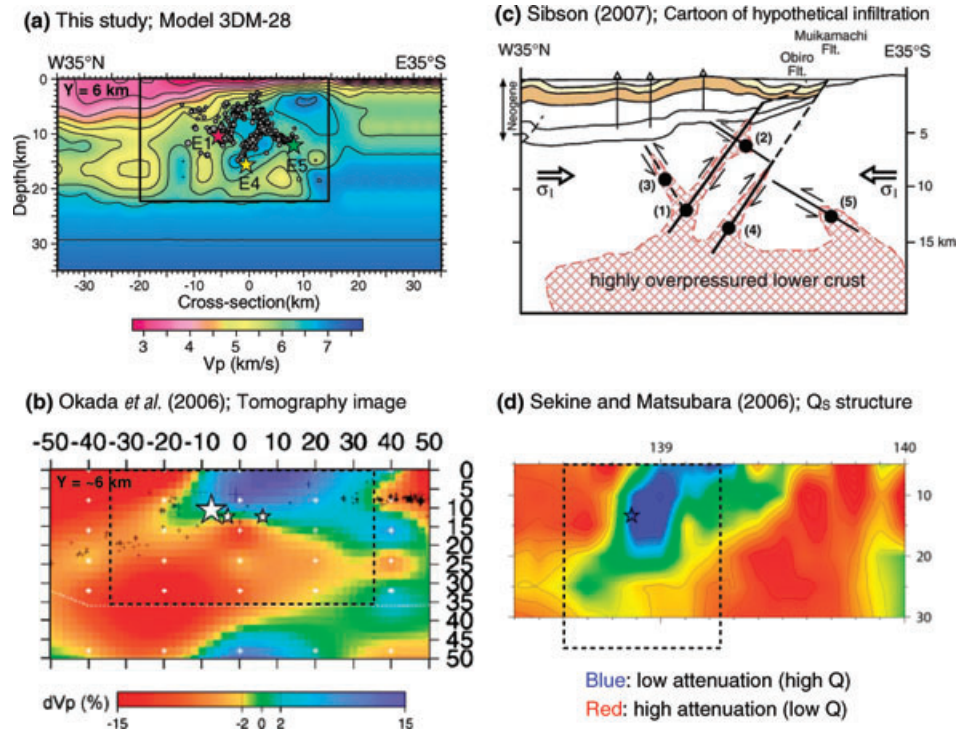 (a) This study; Model 3DM-28
W35°N E35°S
Y = 6 km
0
10
20
30
Depth(km)
E1
E5
E4
-30 -20 -10 0 10 20 30
Cross-section(km)
3 4 5 6 7
Vp (km/s)
(c) Sibson (2007); Cartoon of hypothetical infiltration
Muikamachi
Flt.
W35°N E35°S
Obiro
Flt.
Neogene
5
9
15 km
σI
σI
(1)
(2)
(3)
(4)
(5)
highly overpressured lower crust
(b) Okada et al. (2006); Tomography image
-50 -40 -30 -20 -10 0 10 20 30 40 50
Y = ~6 km
0
5
10
15
20
25
30
35
40
45
50
dVp (%)
-15 -2 0 2 15
(d) Sekine and Matsubara (2006); QS structure
139 140
10
20
30
Blue: low attenuation (high Q)
Red: high attenuation (low Q)